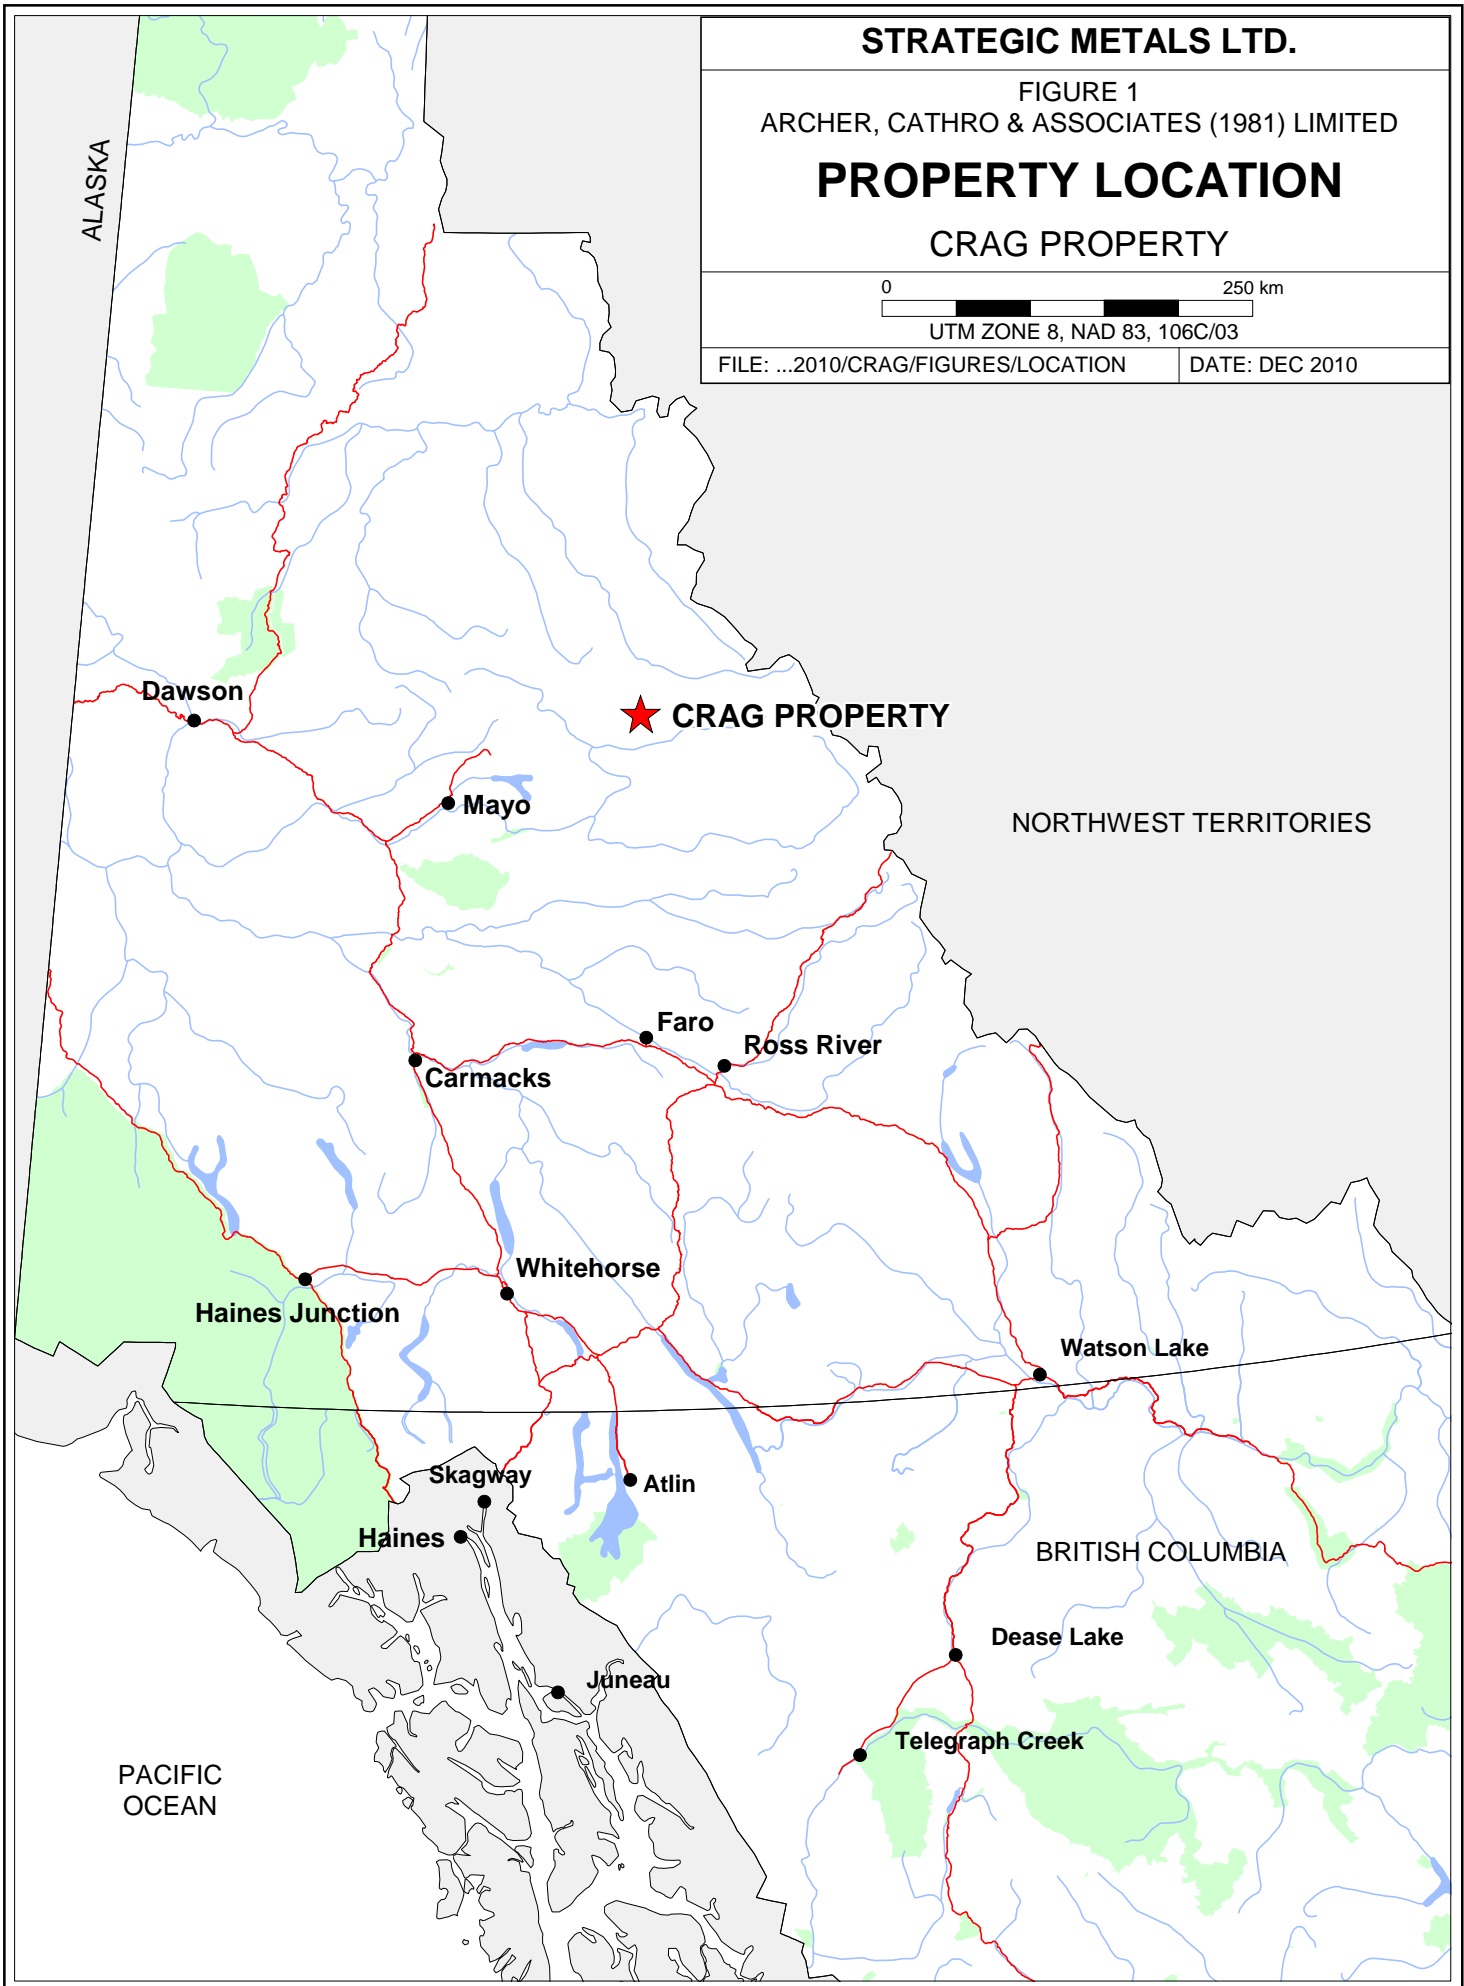 STRATEGIC METALS LTD.
FIGURE 1
ARCHER, CATHRO & ASSOCIATES (1981) LIMITED
PROPERTY LOCATION
CRAG PROPERTY
0 250 km
UTM ZONE 8, NAD 83, 106C/03
FILE: ...2010/CRAG/FIGURES/LOCATION DATE: DEC 2010
ALASKA
Dawson
CRAG PROPERTY
Mayo
NORTHWEST TERRITORIES
Faro
Ross River
Carmacks
Whitehorse
Haines Junction
Watson Lake
Skagway
Atlin
Haines
BRITISH COLUMBIA
Dease Lake
Juneau
Telegraph Creek
PACIFIC
OCEAN